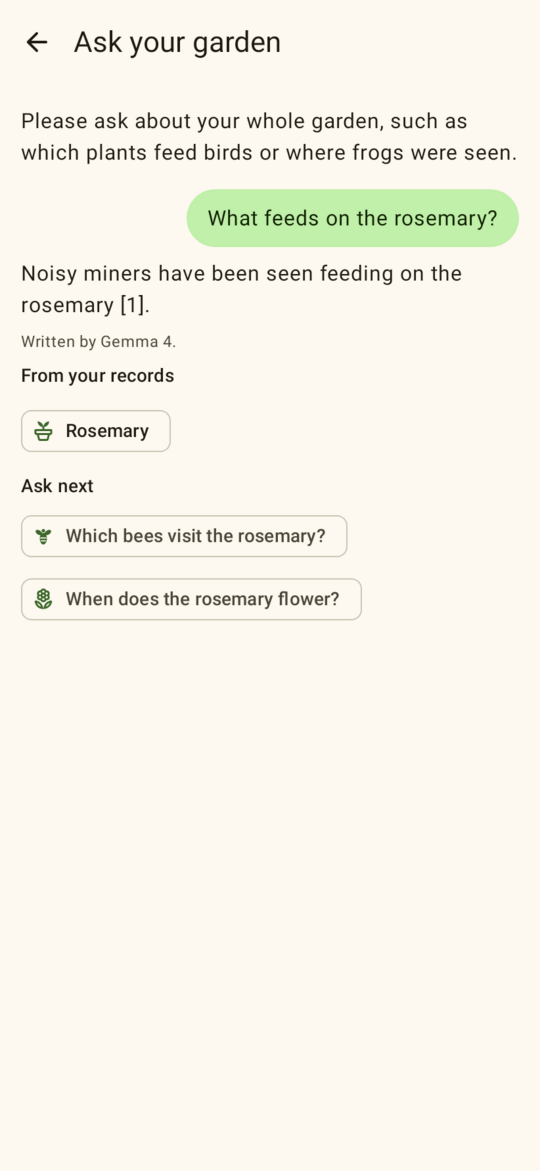 Ask your garden
Please ask about your whole garden, such as
which plants feed birds or where frogs were seen.
What feeds on the rosemary?
Noisy miners have been seen feeding on the
rosemary [1].
Written by Gemma 4.
From your records
Rosemary
Ask next
Which bees visit the rosemary?
When does the rosemary flower?